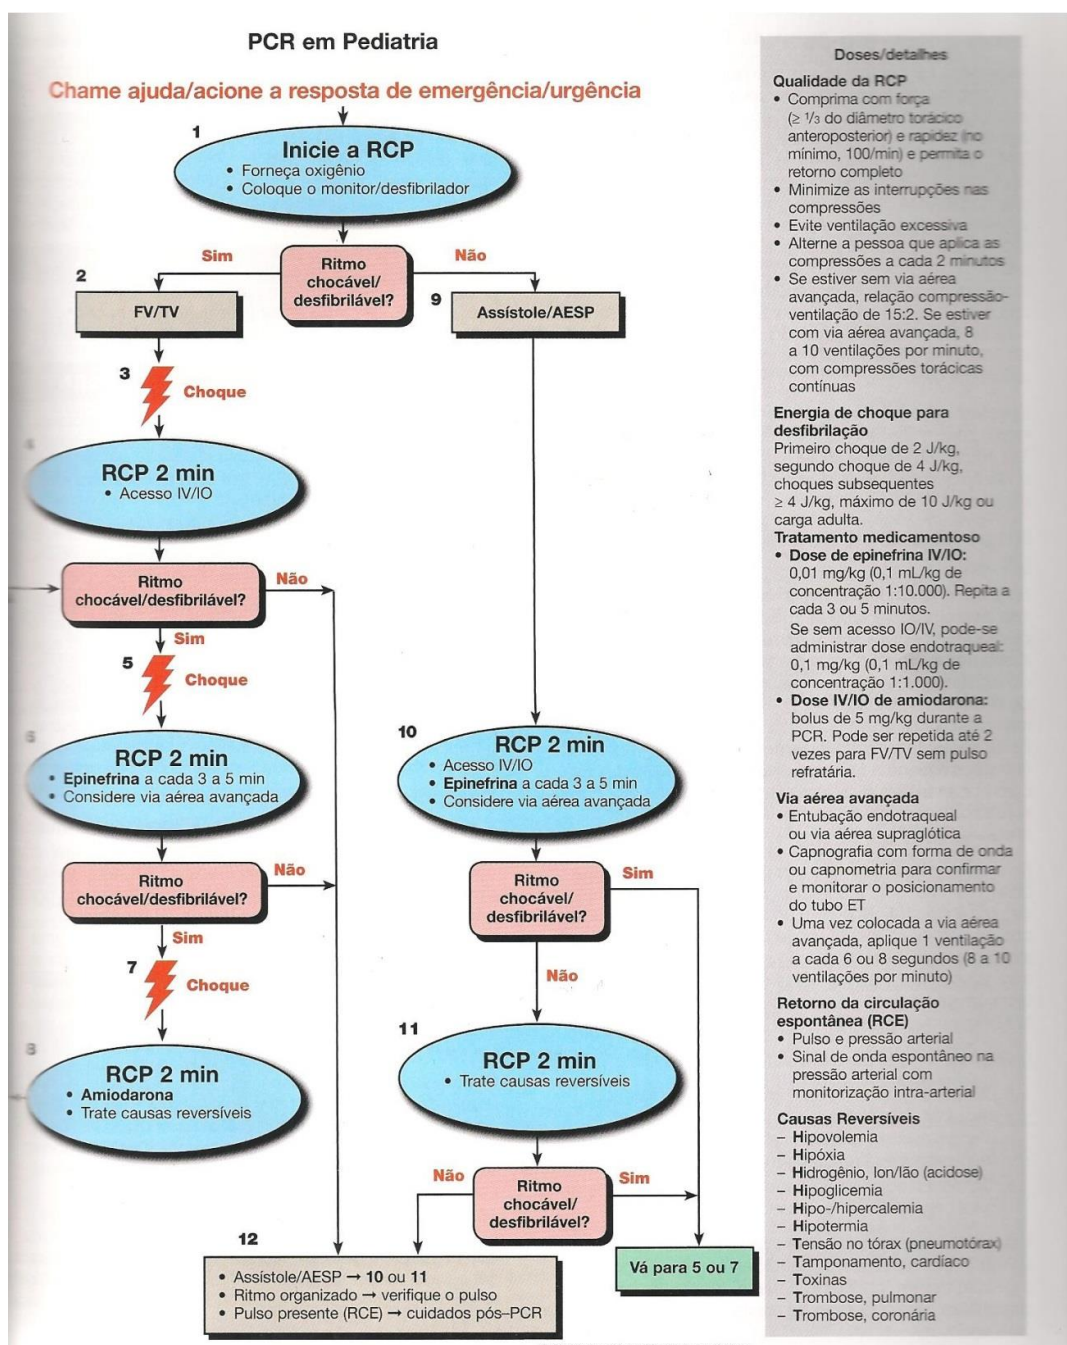 PCR em Pediatria
Chame ajuda/acione a resposta de emergência/urgência
1
Inicie a RCP
• Forneça oxigênio
• Coloque o monitor/desfibrilador
Ritmo
chocável/
desfibrilável?
Sim
Não
2
FV/TV
9
Assístole/AESP
3
Choque
4
RCP 2 min
• Acesso IV/IO
Ritmo
chocável/desfibrilável?
Não
Sim
5
Choque
6
RCP 2 min
• Epinefrina a cada 3 a 5 min
• Considere via aérea avançada
Ritmo
chocável/desfibrilável?
Não
Sim
7
Choque
8
RCP 2 min
• Amiodarona
• Trate causas reversíveis
10
RCP 2 min
• Acesso IV/IO
• Epinefrina a cada 3 a 5 min
• Considere via aérea avançada
Ritmo
chocável/
desfibrilável?
Sim
Não
11
RCP 2 min
• Trate causas reversíveis
Não
Ritmo
chocável/
desfibrilável?
Sim
12
• Assístole/AESP → 10 ou 11
• Ritmo organizado → verifique o pulso
• Pulso presente (RCE) → cuidados pós–PCR
Vá para 5 ou 7
Doses/detalhes
Qualidade da RCP
• Comprima com força
(≥ 1/3 do diâmetro torácico
anteroposterior) e rapidez (no
mínimo, 100/min) e permita o
retorno completo
• Minimize as interrupções nas
compressões
• Evite ventilação excessiva
• Alterne a pessoa que aplica as
compressões a cada 2 minutos
• Se estiver sem via aérea
avançada, relação compressão-
ventilação de 15:2. Se estiver
com via aérea avançada, 8
a 10 ventilações por minuto,
com compressões torácicas
contínuas
Energia de choque para
desfibrilação
Primeiro choque de 2 J/kg,
segundo choque de 4 J/kg,
choques subsequentes
≥ 4 J/kg, máximo de 10 J/kg ou
carga adulta.
Tratamento medicamentoso
• Dose de epinefrina IV/IO:
0,01 mg/kg (0,1 mL/kg de
concentração 1:10.000). Repita a
cada 3 ou 5 minutos.
Se sem acesso IO/IV, pode-se
administrar dose endotraqueal:
0,1 mg/kg (0,1 mL/kg de
concentração 1:1.000).
• Dose IV/IO de amiodarona:
bolus de 5 mg/kg durante a
PCR. Pode ser repetida até 2
vezes para FV/TV sem pulso
refratária.
Via aérea avançada
• Entubação endotraqueal
ou via aérea supraglótica
• Capnografia com forma de onda
ou capnometria para confirmar
e monitorar o posicionamento
do tubo ET
• Uma vez colocada a via aérea
avançada, aplique 1 ventilação
a cada 6 ou 8 segundos (8 a 10
ventilações por minuto)
Retorno da circulação
espontânea (RCE)
• Pulso e pressão arterial
• Sinal de onda espontâneo na
pressão arterial com
monitorização intra-arterial
Causas Reversíveis
– Hipovolemia
– Hipóxia
– Hidrogênio, Ion/Ião (acidose)
– Hipoglicemia
– Hipo-/hipercalemia
– Hipotermia
– Tensão no tórax (pneumotórax)
– Tamponamento, cardíaco
– Toxinas
– Trombose, pulmonar
– Trombose, coronária